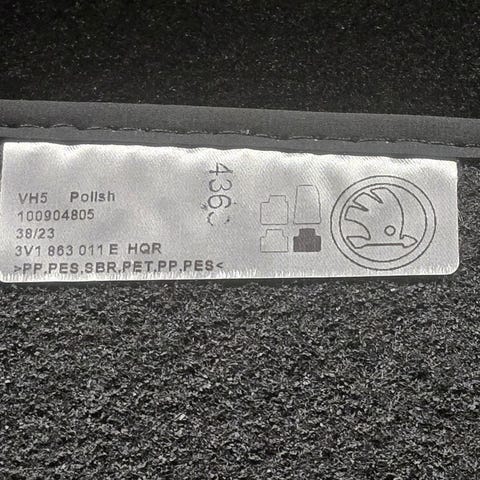 VH5 Polish
100904805
38/23
3V1 863 011 E HQR
>PP,PES,SBR,PET,PP,PES<